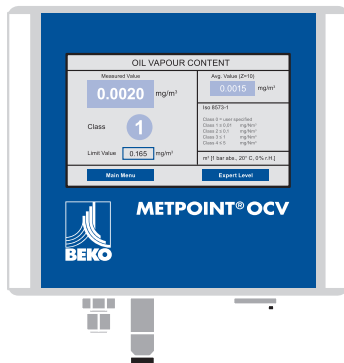 OIL VAPOUR CONTENT
Measured Value
0.0020 mg/m³
Class 1
Limit Value 0.165 mg/m³
Avg. Value (Z=10)
0.0015 mg/m³
Iso 8573-1
Class 0 = user specified
Class 1 ≤ 0,01 mg/Nm³
Class 2 ≤ 0,1 mg/Nm³
Class 3 ≤ 1 mg/Nm³
Class 4 ≤ 5 mg/Nm³
m³ [1 bar abs., 20° C, 0% r.H.]
Main Menu
Expert Level
METPOINT® OCV
BEKO